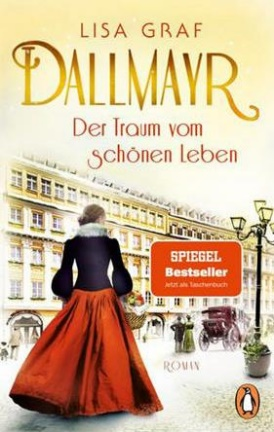 LISA GRAF
DALLMAYR
Der Traum vom
schönen Leben
SPIEGEL
Bestseller
Jetzt als Taschenbuch
ROMAN